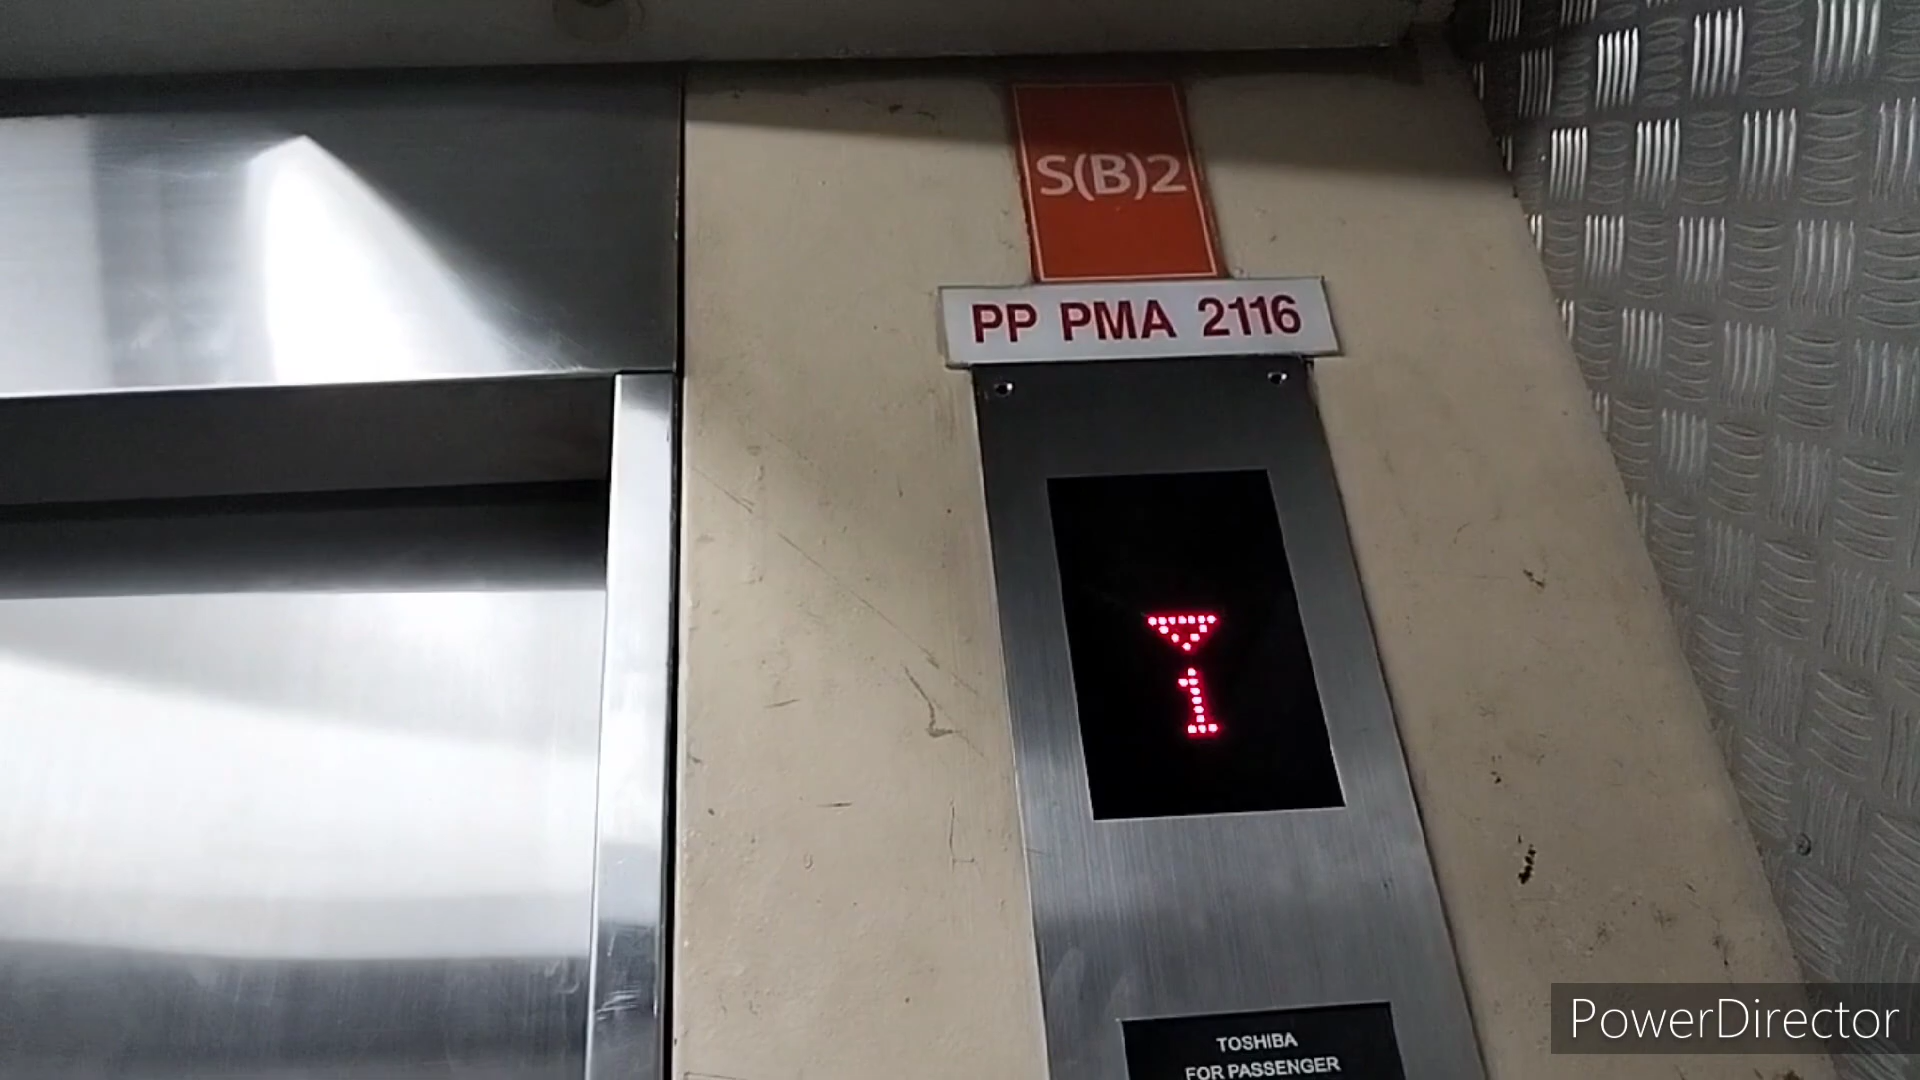 S(B)2
PP PMA 2116
1
TOSHIBA
FOR PASSENGER
PowerDirector